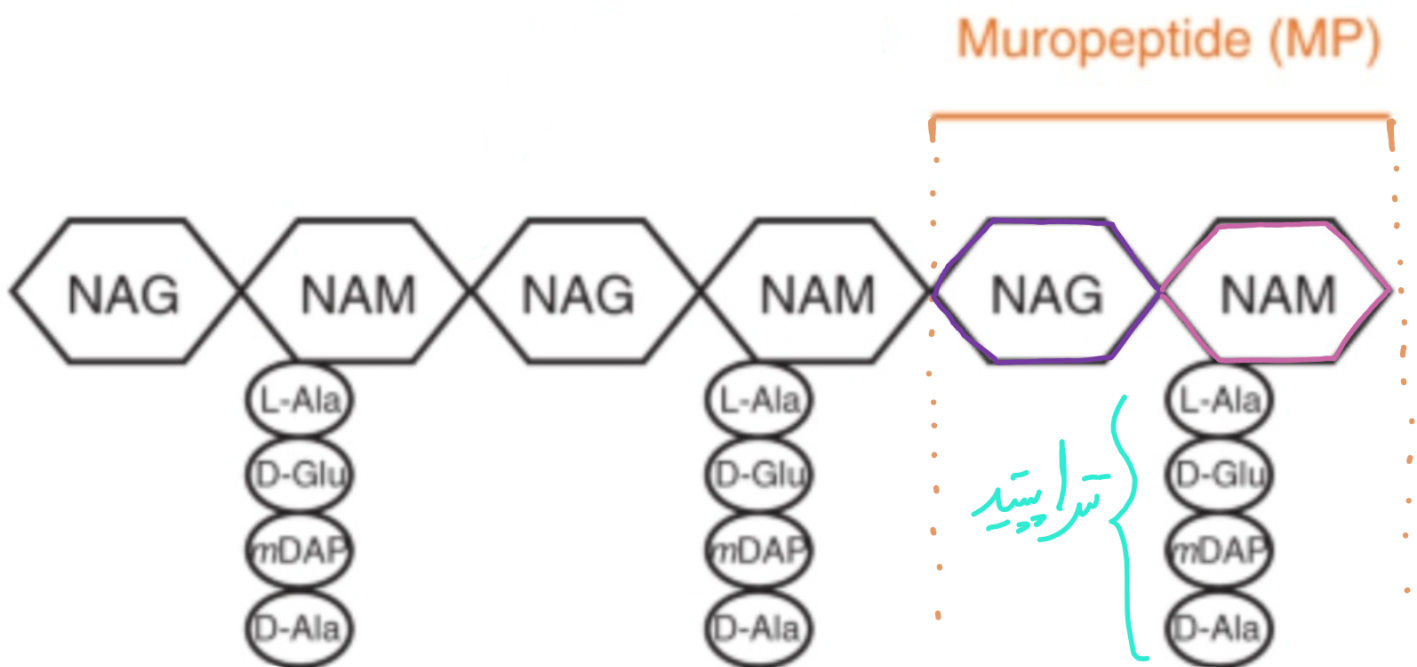 Muropeptide (MP)
NAG NAM NAG NAM NAG NAM
L-Ala L-Ala L-Ala
D-Glu D-Glu D-Glu
mDAP mDAP mDAP
D-Ala D-Ala D-Ala